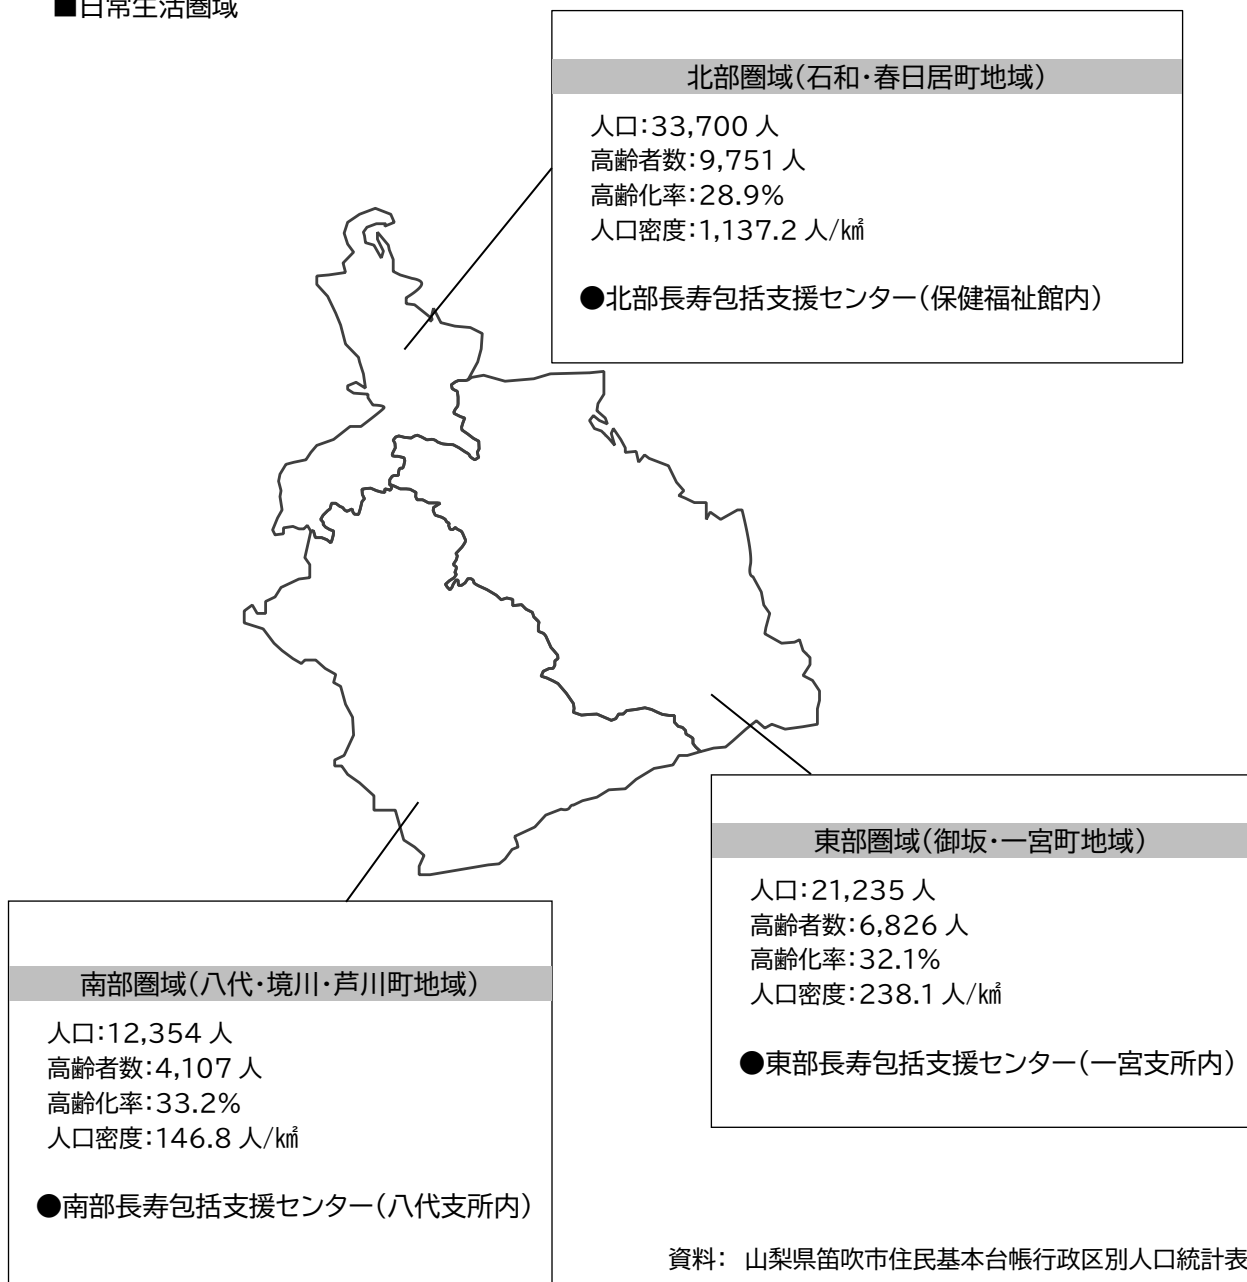 ■日常生活圏域
北部圏域(石和・春日居町地域)
人口:33,700 人
高齢者数:9,751 人
高齢化率:28.9%
人口密度:1,137.2 人/㎢
●北部長寿包括支援センター(保健福祉館内)
東部圏域(御坂・一宮町地域)
人口:21,235 人
高齢者数:6,826 人
高齢化率:32.1%
人口密度:238.1 人/㎢
●東部長寿包括支援センター(一宮支所内)
南部圏域(八代・境川・芦川町地域)
人口:12,354 人
高齢者数:4,107 人
高齢化率:33.2%
人口密度:146.8 人/㎢
●南部長寿包括支援センター(八代支所内)
資料: 山梨県笛吹市住民基本台帳行政区別人口統計表